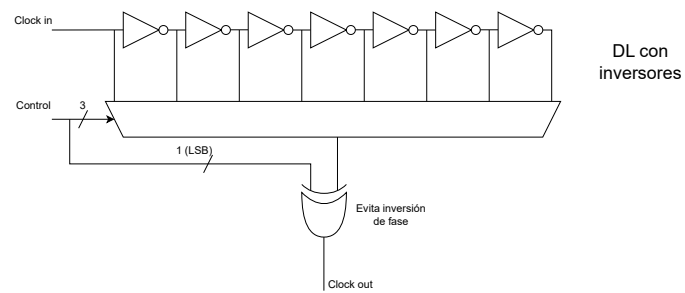 Clock in
DL con
inversores
Control
3
1 (LSB)
Evita inversión
de fase
Clock out